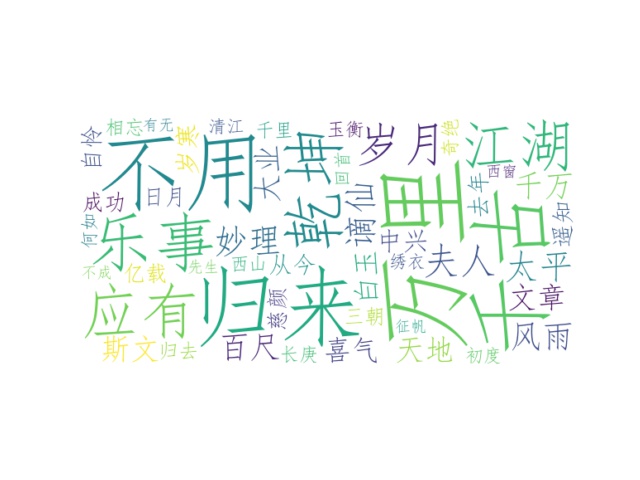 自怜
相忘
有无
岁寒
清江
千里
玉衡
岁月
奇绝
江湖
不用
大业
乾坤
回首
谪仙
万里
去年
西窗
千古
千万
遥知
成功
日月
何如
乐事
妙理
中兴
绣衣
夫人
太平
不成
亿载
先生
西山
从今
白玉
应有
归来
慈颜
三朝
征帆
文章
风雨
斯文
归去
百尺
长庚
喜气
天地
初度